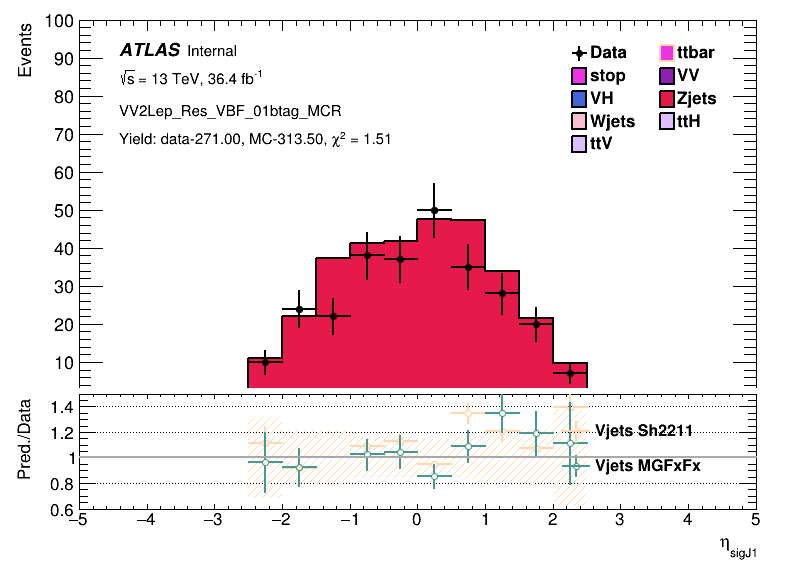 Events
100
90
80
70
60
50
40
30
20
10
ATLAS Internal
√s = 13 TeV, 36.4 fb⁻¹
VV2Lep_Res_VBF_01btag_MCR
Yield: data-271.00, MC-313.50, χ² = 1.51
Data
ttbar
stop
VV
VH
Zjets
Wjets
ttH
ttV
Pred./Data
1.4
1.2
1
0.8
0.6
Vjets Sh2211
Vjets MGFxFx
−5 −4 −3 −2 −1 0 1 2 3 4 5
η_sigJ1